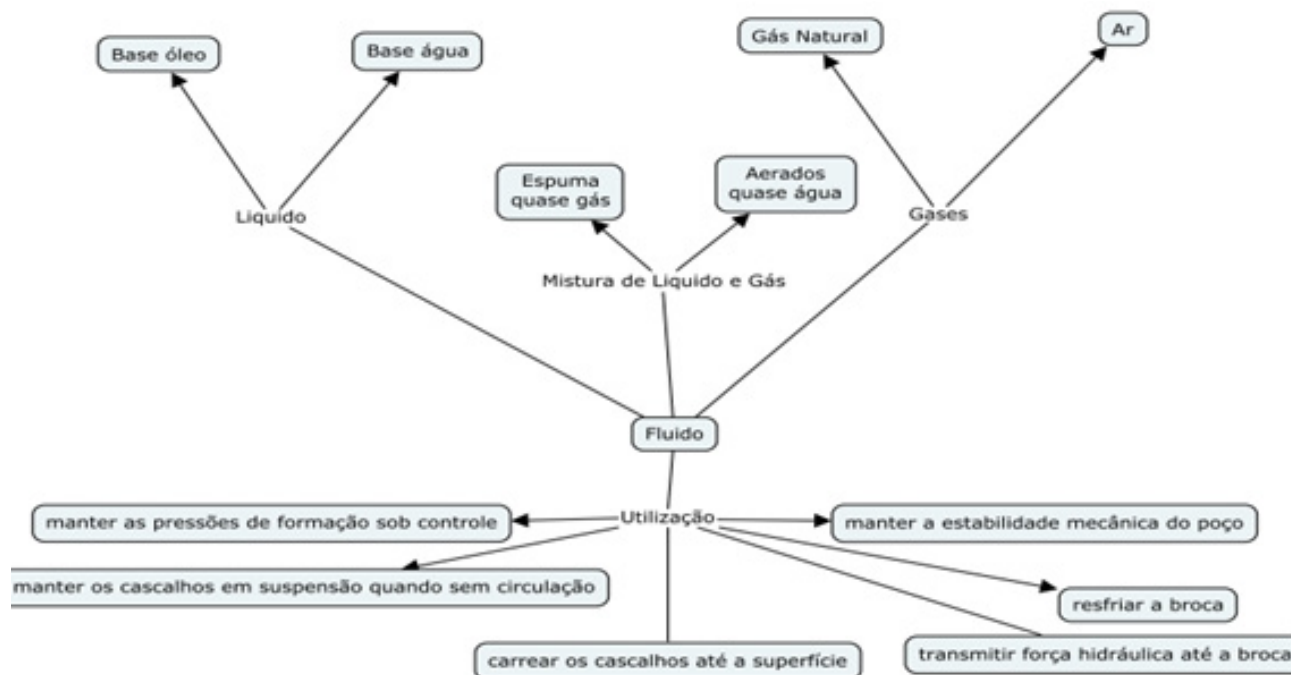 Base óleo
Base água
Gás Natural
Ar
Espuma
quase gás
Aerados
quase água
Liquido
Gases
Mistura de Liquido e Gás
Fluido
Utilização
manter as pressões de formação sob controle
manter a estabilidade mecânica do poço
manter os cascalhos em suspensão quando sem circulação
resfriar a broca
carrear os cascalhos até a superfície
transmitir força hidráulica até a broca